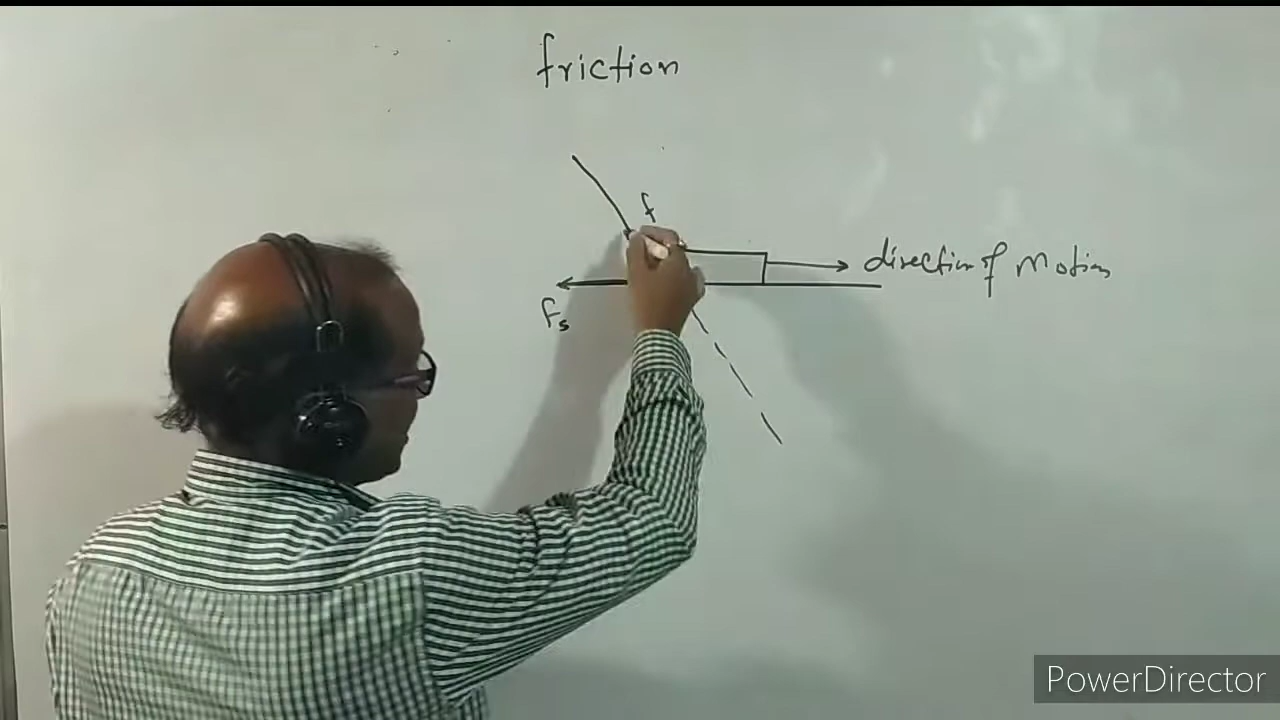 friction
f
direction of Motion
fs
PowerDirector